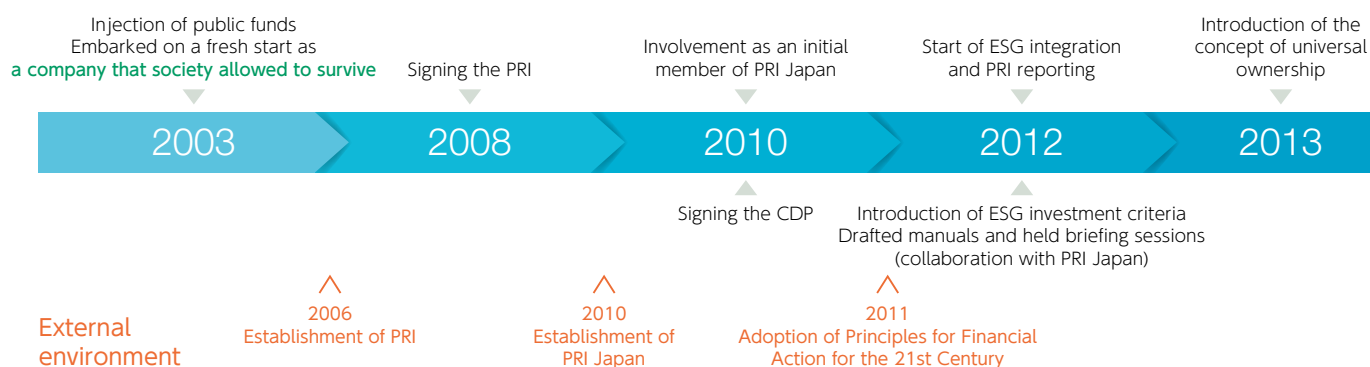 Injection of public funds
Embarked on a fresh start as
a company that society allowed to survive
Signing the PRI
Involvement as an initial
member of PRI Japan
Start of ESG integration
and PRI reporting
Introduction of the
concept of universal
ownership
2003
2008
2010
2012
2013
Signing the CDP
Introduction of ESG investment criteria
Drafted manuals and held briefing sessions
(collaboration with PRI Japan)
External
environment
2006
Establishment of PRI
2010
Establishment of
PRI Japan
2011
Adoption of Principles for Financial
Action for the 21st Century